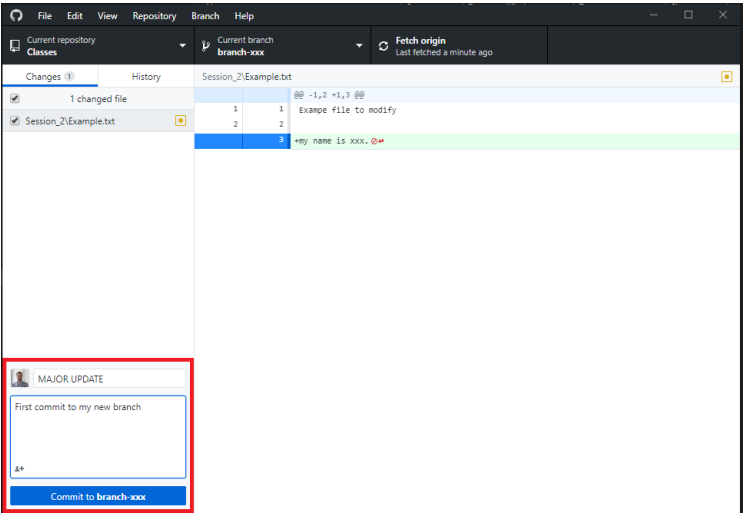 File Edit View Repository Branch Help
Current repository
Classes
Current branch
branch-xxx
Fetch origin
Last fetched a minute ago
Changes 1
History
1 changed file
Session_2\Example.txt
Session_2\Example.txt
@@ -1,2 +1,3 @@
1 1 Exampe file to modify
2 2
3 +my name is xxx.
MAJOR UPDATE
First commit to my new branch
Commit to branch-xxx